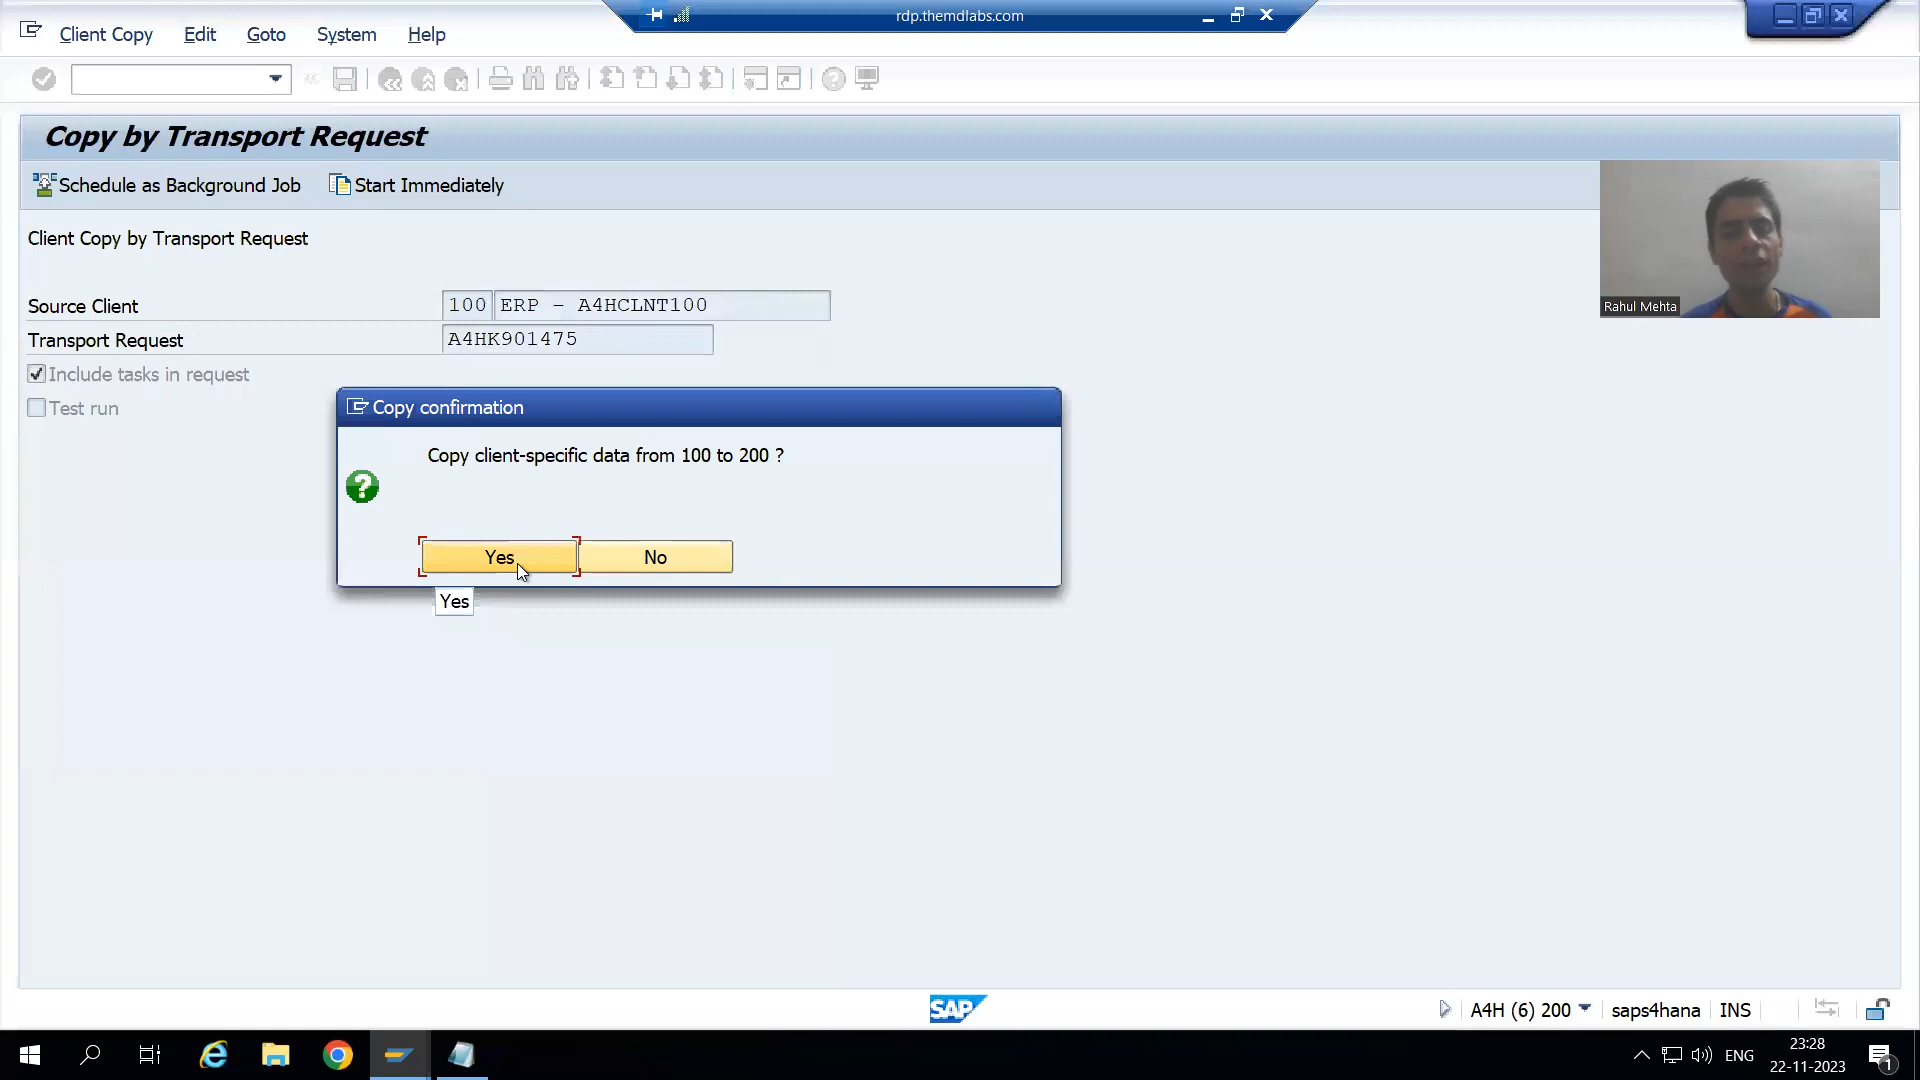 rdp.themdlabs.com
Client Copy Edit Goto System Help
Copy by Transport Request
Schedule as Background Job Start Immediately
Client Copy by Transport Request
Rahul Mehta
Source Client 100 ERP - A4HCLNT100
Transport Request A4HK901475
Include tasks in request
Test run
Copy confirmation
Copy client-specific data from 100 to 200 ?
Yes No
Yes
SAP A4H (6) 200 saps4hana INS
ENG 23:28
22-11-2023 1